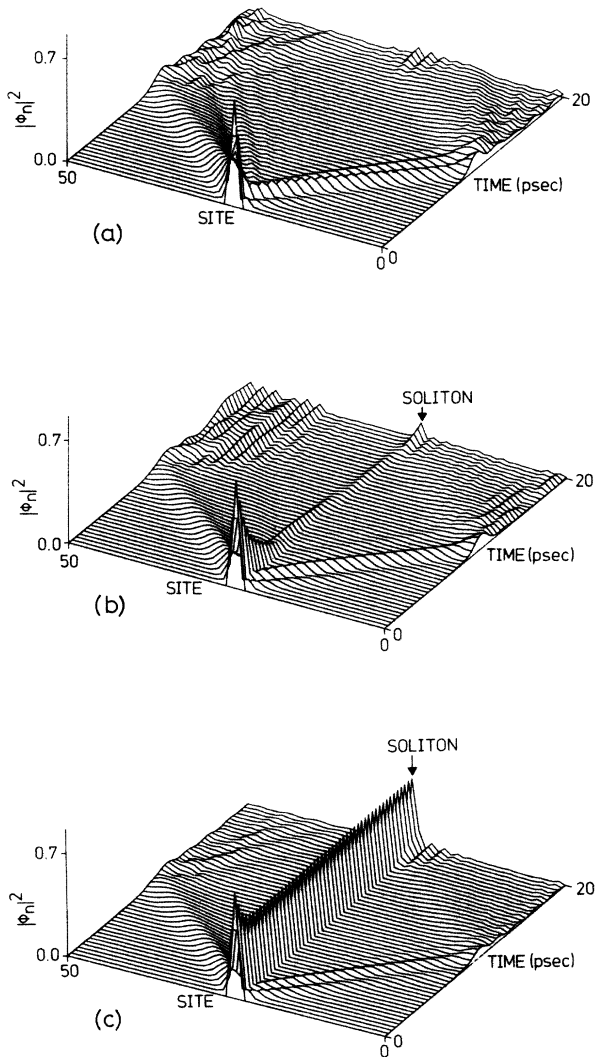 0.7
|Φn|²
0.0
50
SITE
0
0
TIME (psec)
20
(a)
SOLITON
0.7
|Φn|²
0.0
50
SITE
0
0
TIME (psec)
20
(b)
SOLITON
0.7
|Φn|²
0.0
50
SITE
0
0
TIME (psec)
20
(c)